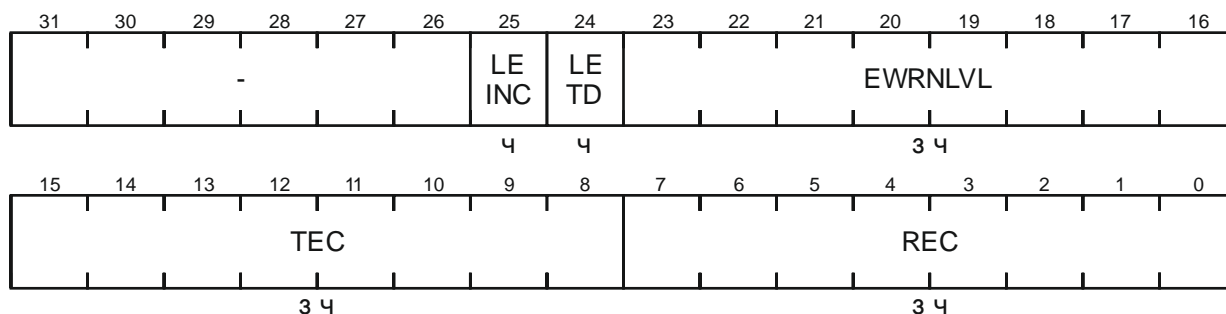 31 30 29 28 27 26 25 24 23 22 21 20 19 18 17 16
- LE INC LE TD EWRNLVL
ч ч з ч
15 14 13 12 11 10 9 8 7 6 5 4 3 2 1 0
TEC REC
з ч з ч